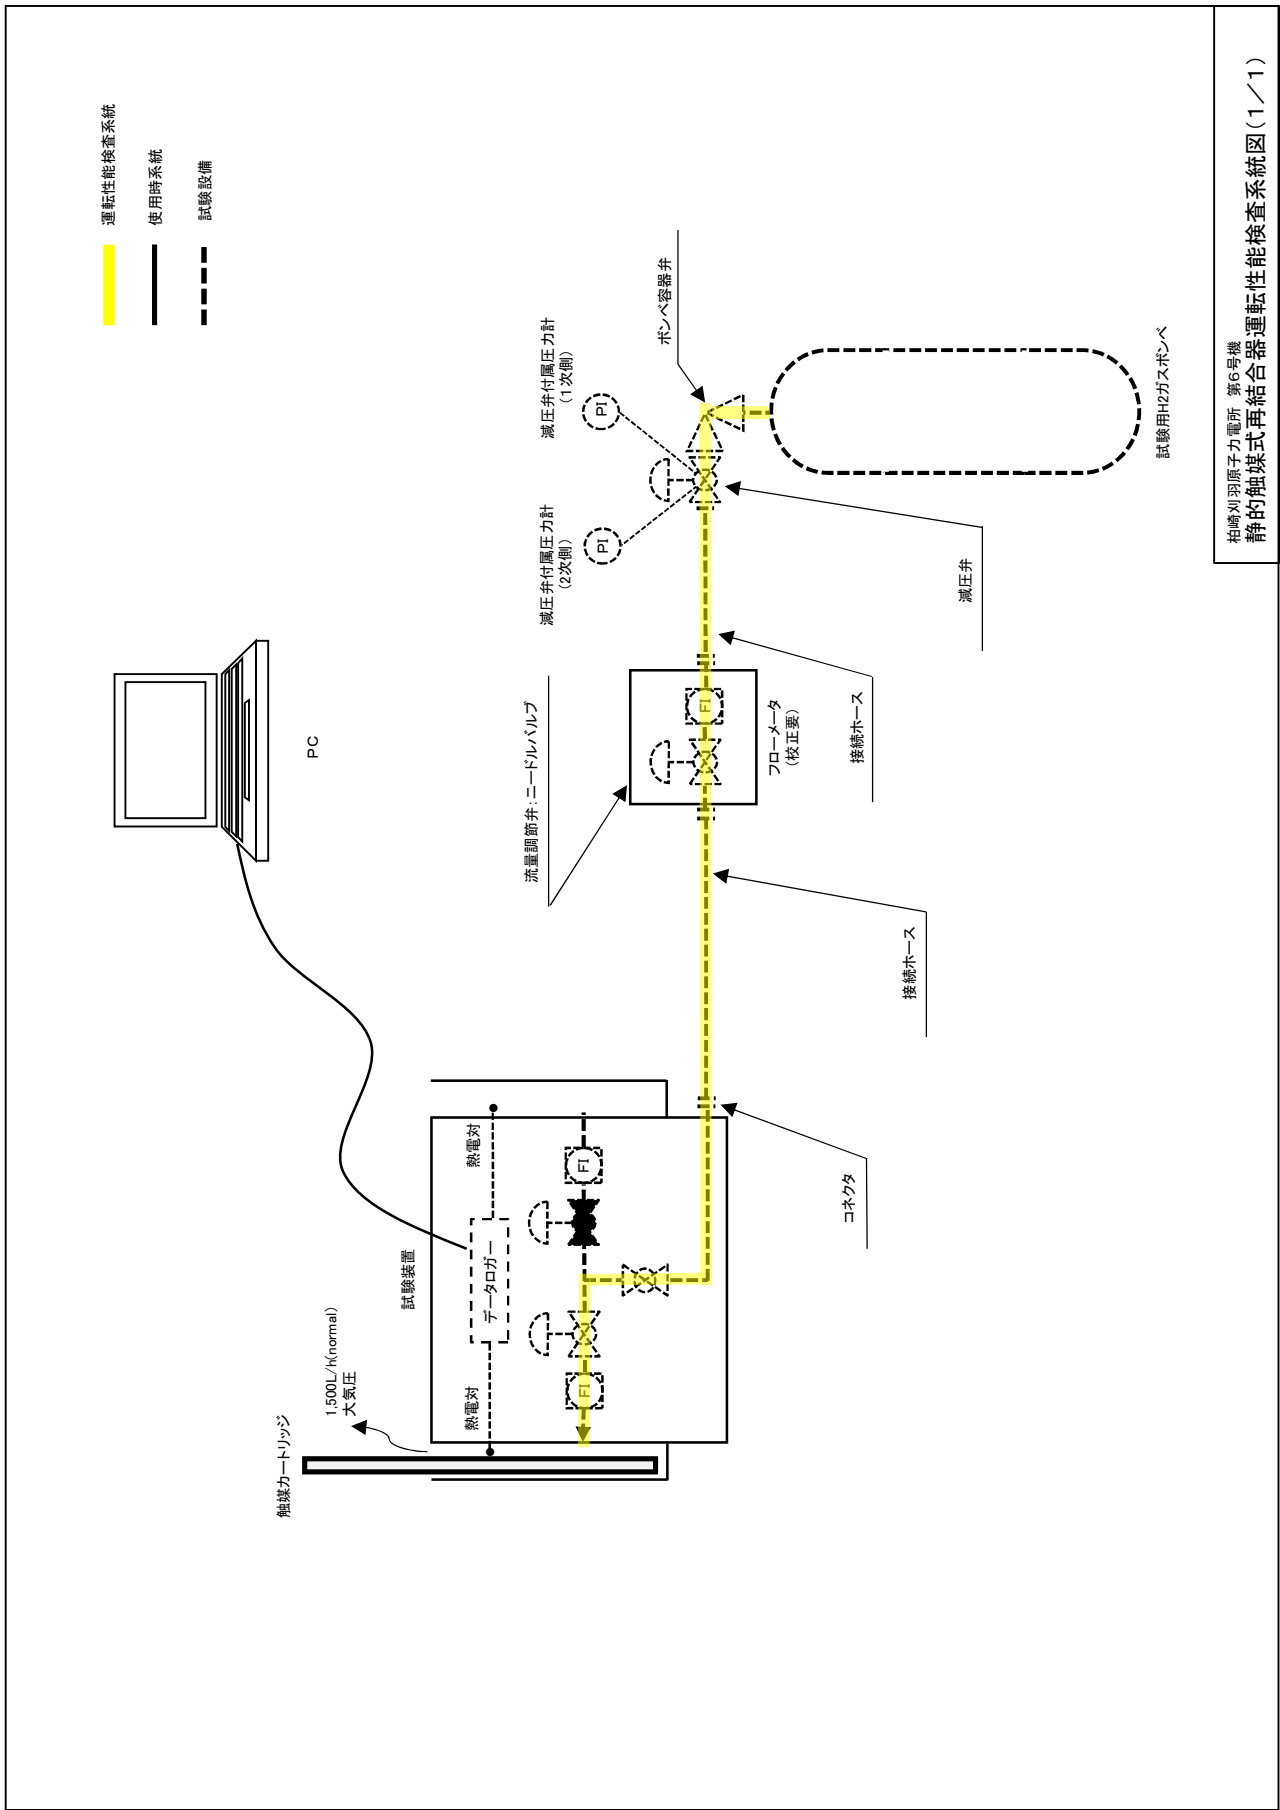 運転性能検査系統
使用時系統
試験設備
柏崎刈羽原子力電所 第6号機
静的触媒式再結合器運転性能検査系統図(1/1)
PC
減圧弁付属圧力計
(1次側)
PI
減圧弁付属圧力計
(2次側)
PI
ボンベ容器弁
試験用H2ガスボンベ
減圧弁
流量調節弁:ニードルバルブ
FI
フローメータ
(校正要)
接続ホース
接続ホース
コネクタ
試験装置
熱電対
データロガー
熱電対
FI
FI
触媒カートリッジ
1,500L/h(normal)
大気圧